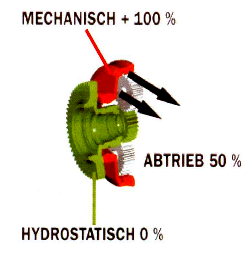 MECHANISCH + 100 %
ABTRIEB 50 %
HYDROSTATISCH 0 %